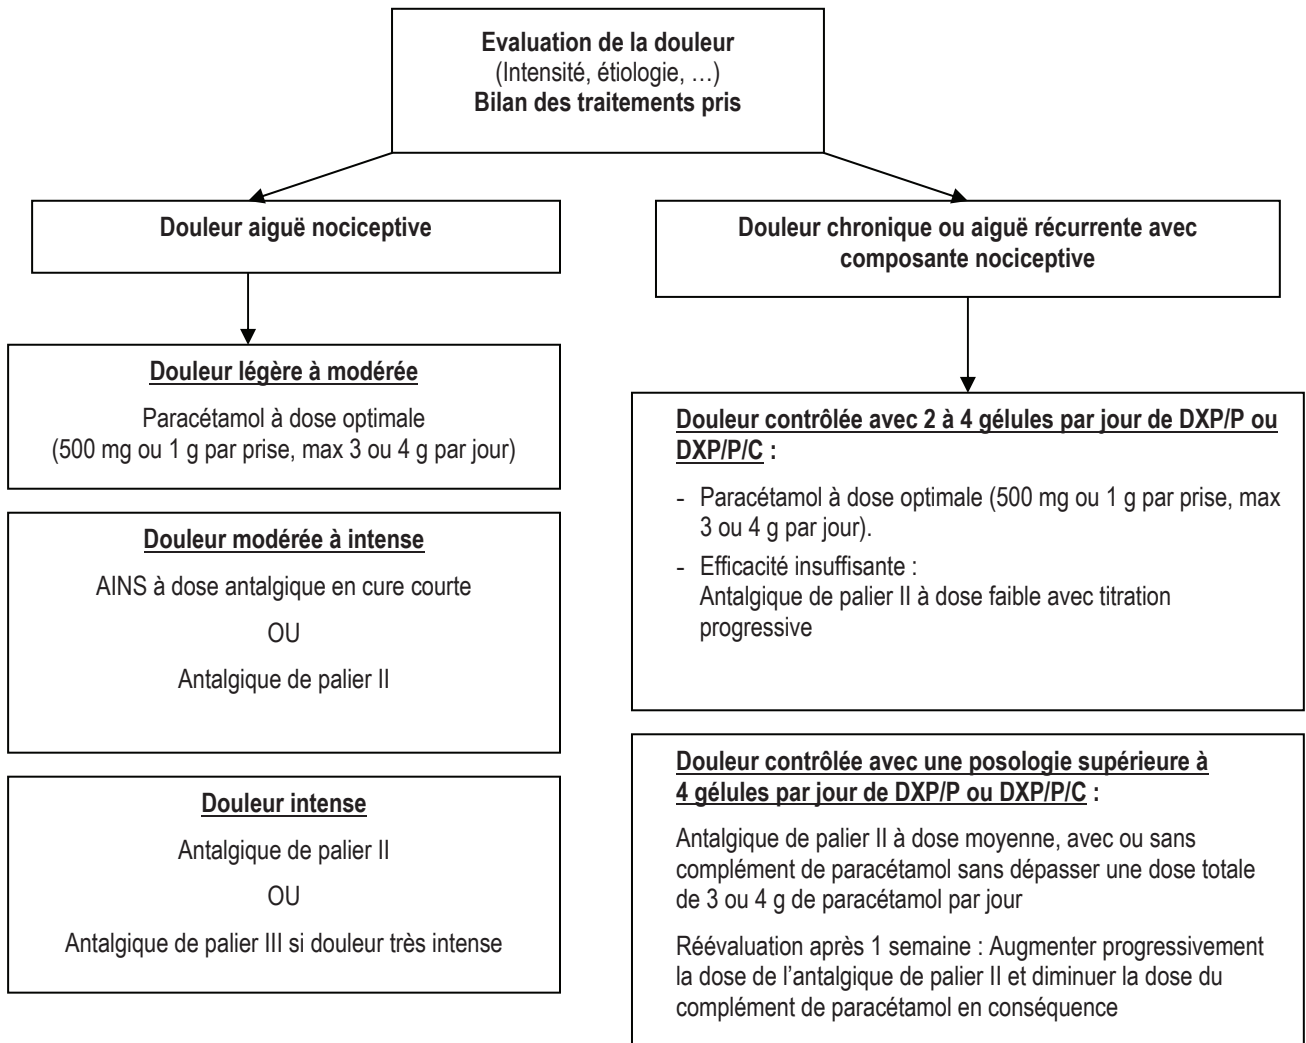 Evaluation de la douleur
(Intensité, étiologie, …)
Bilan des traitements pris
Douleur aiguë nociceptive
Douleur légère à modérée
Paracétamol à dose optimale
(500 mg ou 1 g par prise, max 3 ou 4 g par jour)
Douleur modérée à intense
AINS à dose antalgique en cure courte
OU
Antalgique de palier II
Douleur intense
Antalgique de palier II
OU
Antalgique de palier III si douleur très intense
Douleur chronique ou aiguë récurrente avec
composante nociceptive
Douleur contrôlée avec 2 à 4 gélules par jour de DXP/P ou
DXP/P/C :
- Paracétamol à dose optimale (500 mg ou 1 g par prise, max
3 ou 4 g par jour).
- Efficacité insuffisante :
Antalgique de palier II à dose faible avec titration
progressive
Douleur contrôlée avec une posologie supérieure à
4 gélules par jour de DXP/P ou DXP/P/C :
Antalgique de palier II à dose moyenne, avec ou sans
complément de paracétamol sans dépasser une dose totale
de 3 ou 4 g de paracétamol par jour
Réévaluation après 1 semaine : Augmenter progressivement
la dose de l'antalgique de palier II et diminuer la dose du
complément de paracétamol en conséquence